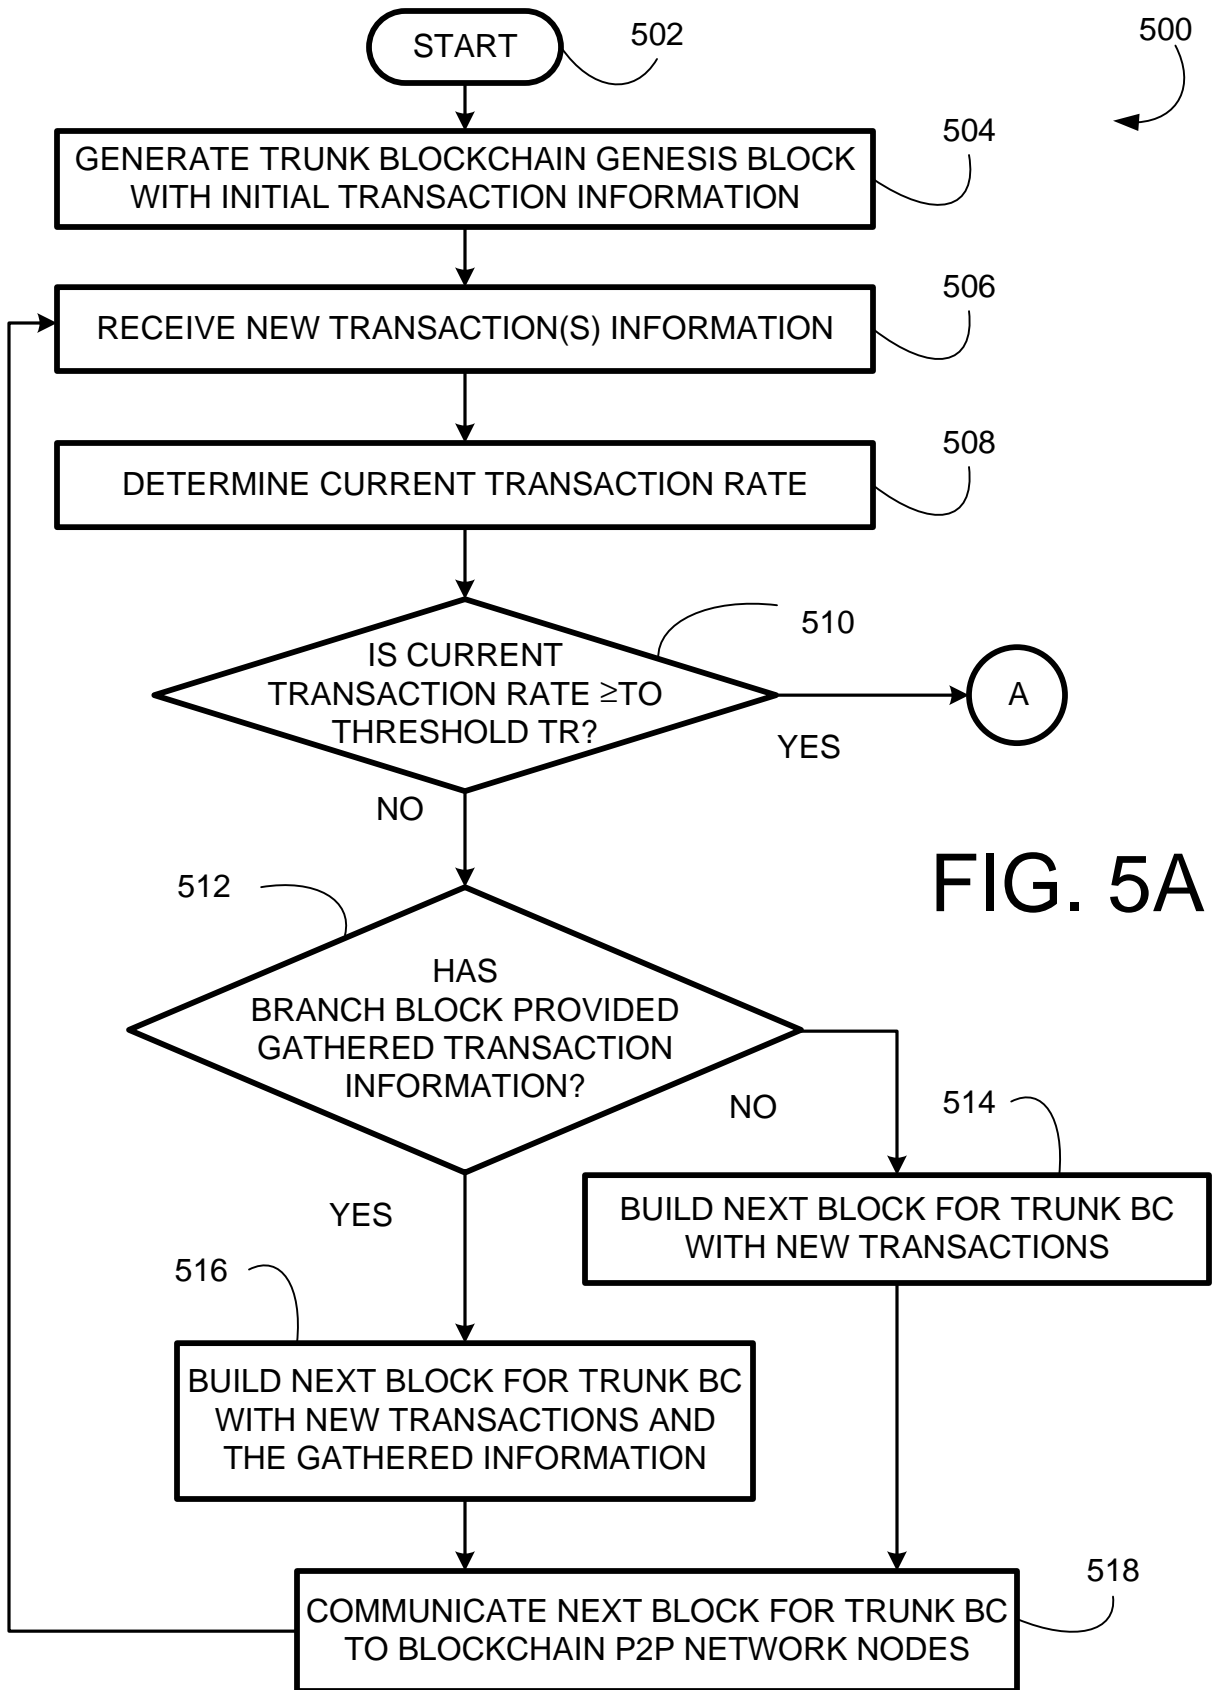 START
502
500
GENERATE TRUNK BLOCKCHAIN GENESIS BLOCK
WITH INITIAL TRANSACTION INFORMATION
504
RECEIVE NEW TRANSACTION(S) INFORMATION
506
DETERMINE CURRENT TRANSACTION RATE
508
IS CURRENT
TRANSACTION RATE ≥TO
THRESHOLD TR?
510
YES
A
NO
FIG. 5A
512
HAS
BRANCH BLOCK PROVIDED
GATHERED TRANSACTION
INFORMATION?
NO
514
BUILD NEXT BLOCK FOR TRUNK BC
WITH NEW TRANSACTIONS
YES
516
BUILD NEXT BLOCK FOR TRUNK BC
WITH NEW TRANSACTIONS AND
THE GATHERED INFORMATION
518
COMMUNICATE NEXT BLOCK FOR TRUNK BC
TO BLOCKCHAIN P2P NETWORK NODES